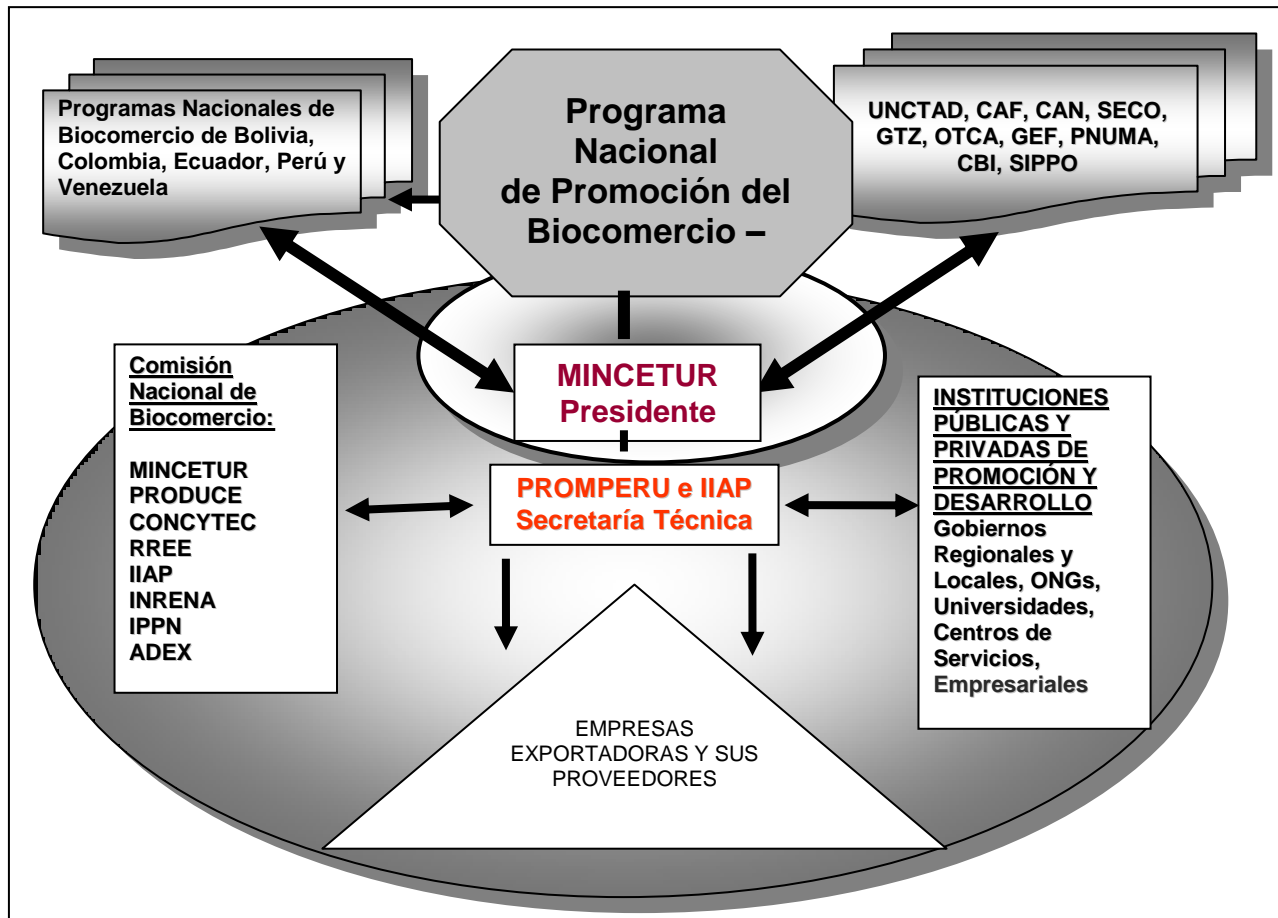 Programas Nacionales de
Biocomercio de Bolivia,
Colombia, Ecuador, Perú y
Venezuela
Programa
Nacional
de Promoción del
Biocomercio –
UNCTAD, CAF, CAN, SECO,
GTZ, OTCA, GEF, PNUMA,
CBI, SIPPO
MINCETUR
Presidente
Comisión
Nacional de
Biocomercio:
MINCETUR
PRODUCE
CONCYTEC
RREE
IIAP
INRENA
IPPN
ADEX
PROMPERU e IIAP
Secretaría Técnica
INSTITUCIONES
PÚBLICAS Y
PRIVADAS DE
PROMOCIÓN Y
DESARROLLO
Gobiernos
Regionales y
Locales, ONGs,
Universidades,
Centros de
Servicios,
Empresariales
EMPRESAS
EXPORTADORAS Y SUS
PROVEEDORES